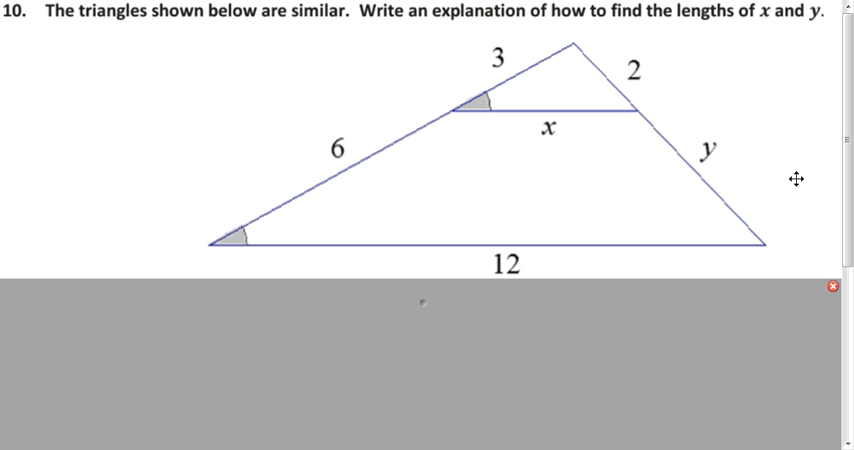 10. The triangles shown below are similar. Write an explanation of how to find the lengths of x and y.
3
2
x
6
y
12